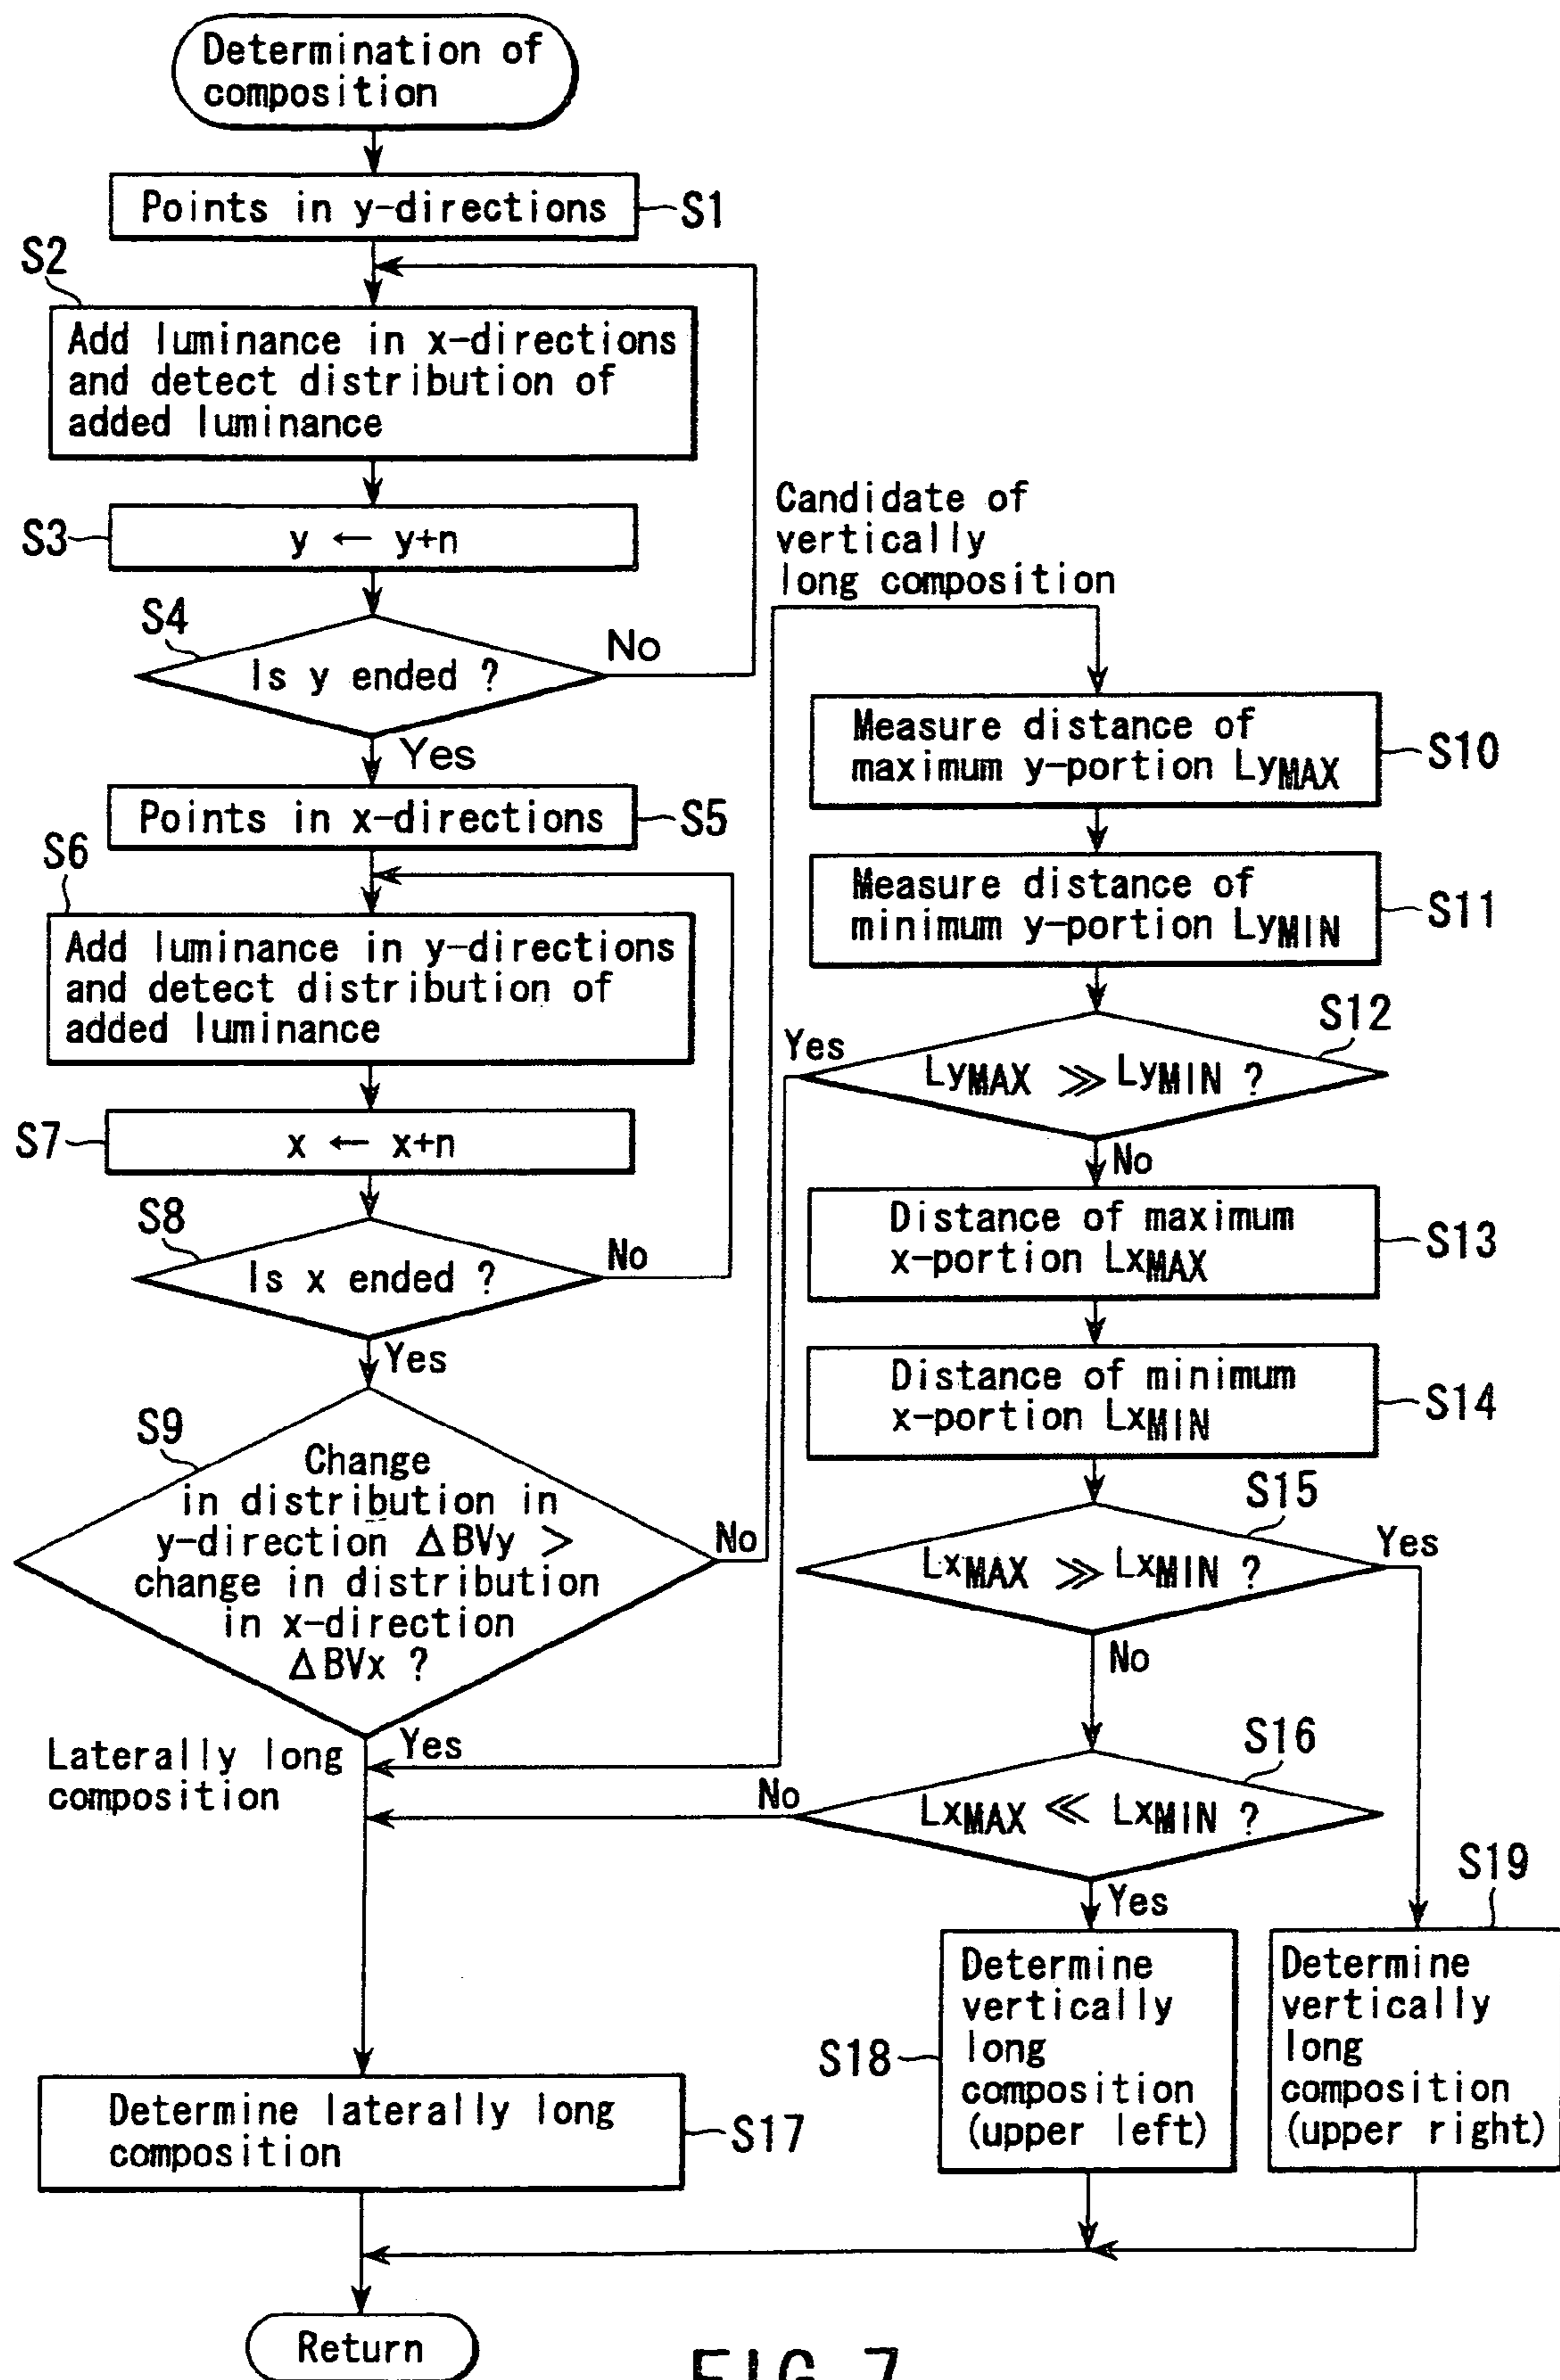 Determination of
composition
Points in y-directions
S1
S2
Add luminance in x-directions
and detect distribution of
added luminance
S3
y ← y+n
S4
Is y ended ?
No
Yes
Points in x-directions
S5
S6
Add luminance in y-directions
and detect distribution of
added luminance
S7
x ← x+n
S8
Is x ended ?
No
Yes
S9
Change
in distribution in
y-direction ΔBVy >
change in distribution
in x-direction
ΔBVx ?
No
Yes
Laterally long
composition
Candidate of
vertically
long composition
Measure distance of
maximum y-portion LyMAX
S10
Measure distance of
minimum y-portion LyMIN
S11
S12
Yes
LyMAX ≫ LyMIN ?
No
Distance of maximum
x-portion LxMAX
S13
Distance of minimum
x-portion LxMIN
S14
S15
LxMAX ≫ LxMIN ?
Yes
No
S16
No
LxMAX ≪ LxMIN ?
Yes
S19
Determine
vertically
long
composition
(upper left)
S18
Determine
vertically
long
composition
(upper right)
Determine laterally long
composition
S17
Return
FIG.7